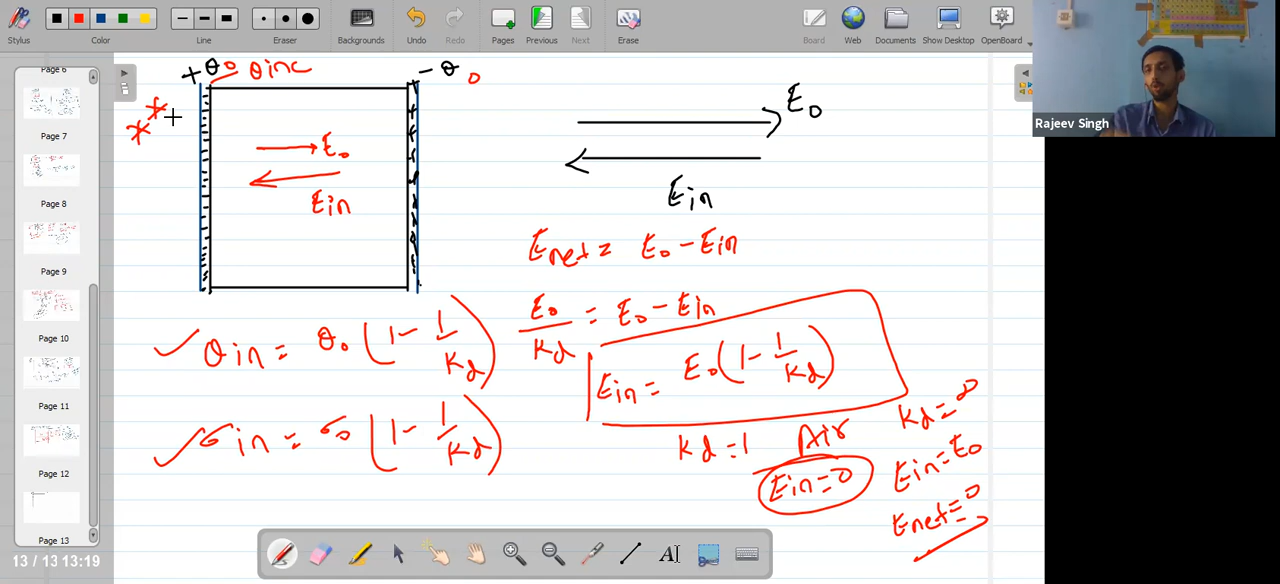 Stylus
Color
Line
Eraser
Backgrounds
Undo
Redo
Pages
Previous
Next
Erase
Board
Web
Documents
Show Desktop
OpenBoard
Rajeev Singh
Page 6
Page 7
Page 8
Page 9
Page 10
Page 11
Page 12
Page 13
13 / 13 13:19
+θ0 θinc
-θ0
**
E0
Ein
E0
Ein
Enet = E0 - Ein
E0/Kd = E0 - Ein
Ein = E0(1 - 1/Kd)
θin = θ0(1 - 1/Kd)
σin = σ0(1 - 1/Kd)
Kd = 1 Air
Ein = 0
Kd = ∞
Ein = E0
Enet = 0